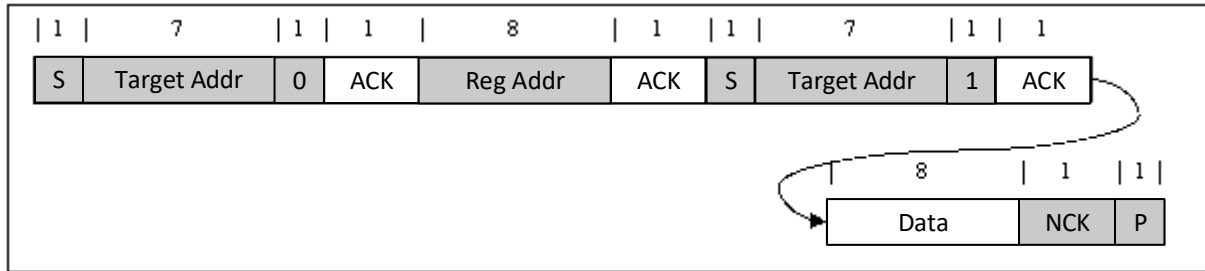 | 1 | 7 | 1 | 1 | 8 | 1 | 1 | 7 | 1 | 1
S Target Addr 0 ACK Reg Addr ACK S Target Addr 1 ACK
| 8 | 1 | 1 |
Data NCK P